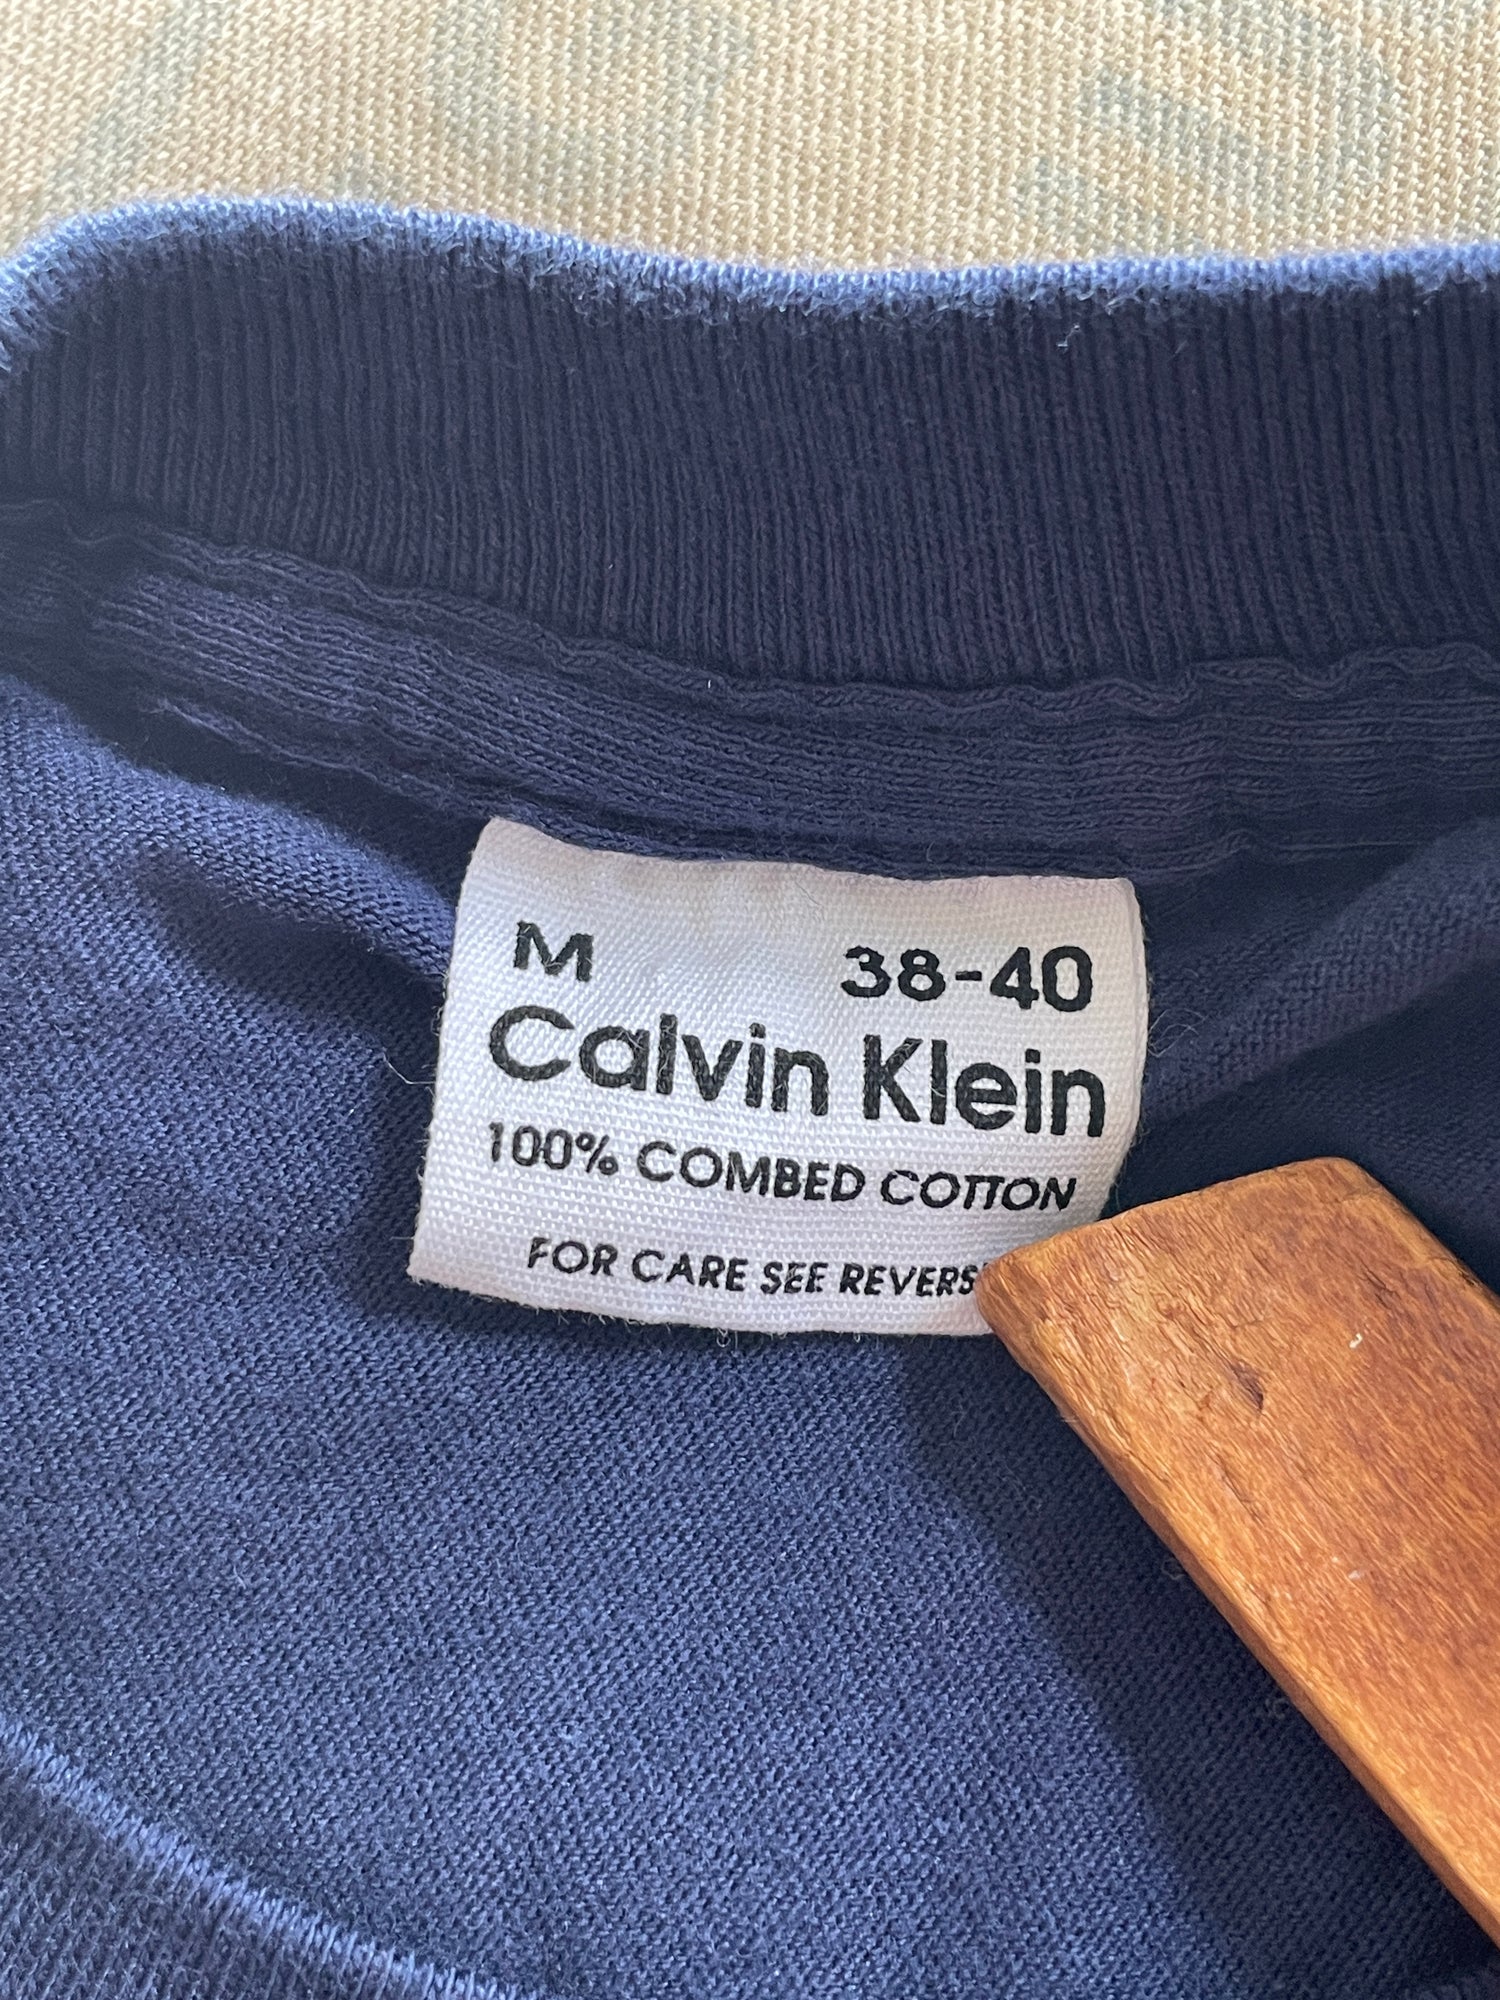 M 38-40
Calvin Klein
100% COMBED COTTON
FOR CARE SEE REVERS